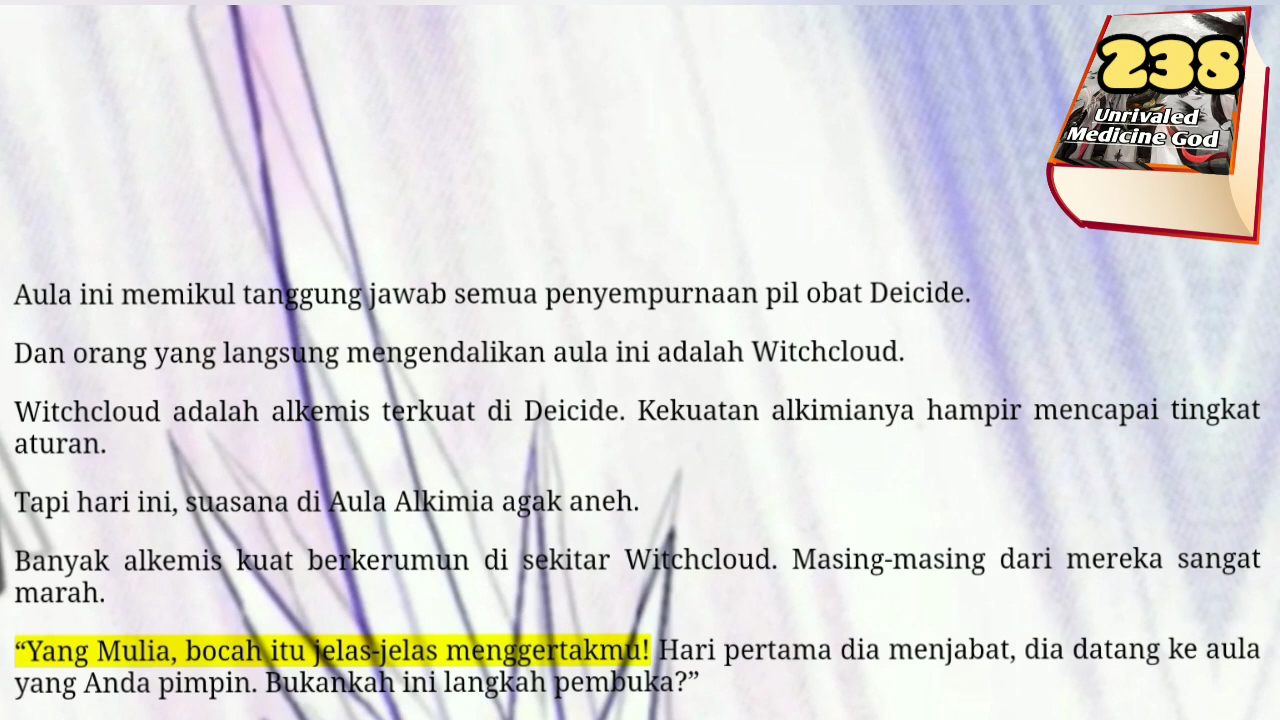 238
Unrivaled
Medicine God
Aula ini memikul tanggung jawab semua penyempurnaan pil obat Deicide.
Dan orang yang langsung mengendalikan aula ini adalah Witchcloud.
Witchcloud adalah alkemis terkuat di Deicide. Kekuatan alkimianya hampir mencapai tingkat
aturan.
Tapi hari ini, suasana di Aula Alkimia agak aneh.
Banyak alkemis kuat berkerumun di sekitar Witchcloud. Masing-masing dari mereka sangat
marah.
“Yang Mulia, bocah itu jelas-jelas menggertakmu! Hari pertama dia menjabat, dia datang ke aula
yang Anda pimpin. Bukankah ini langkah pembuka?”